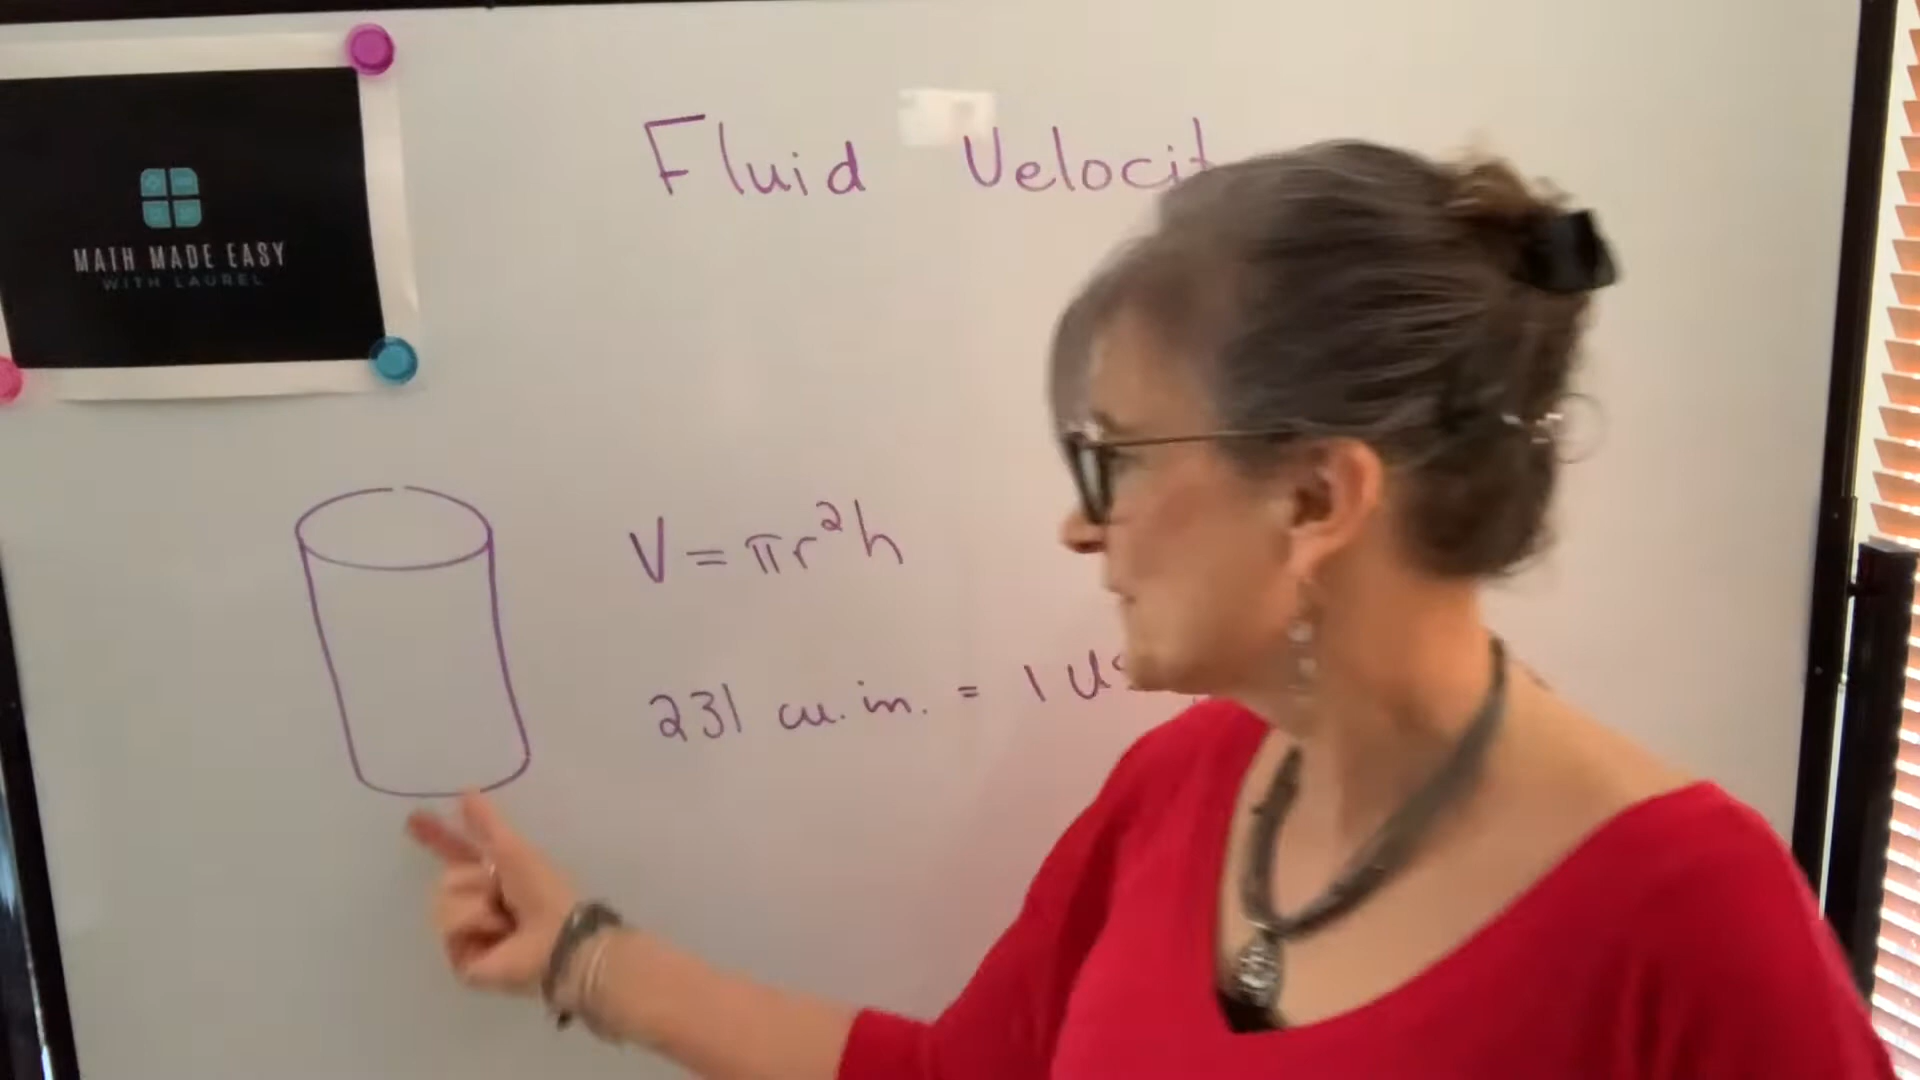 MATH MADE EASY
WITH LAUREL
Fluid Velocit
V = πr²h
231 cu. in. = 1 US